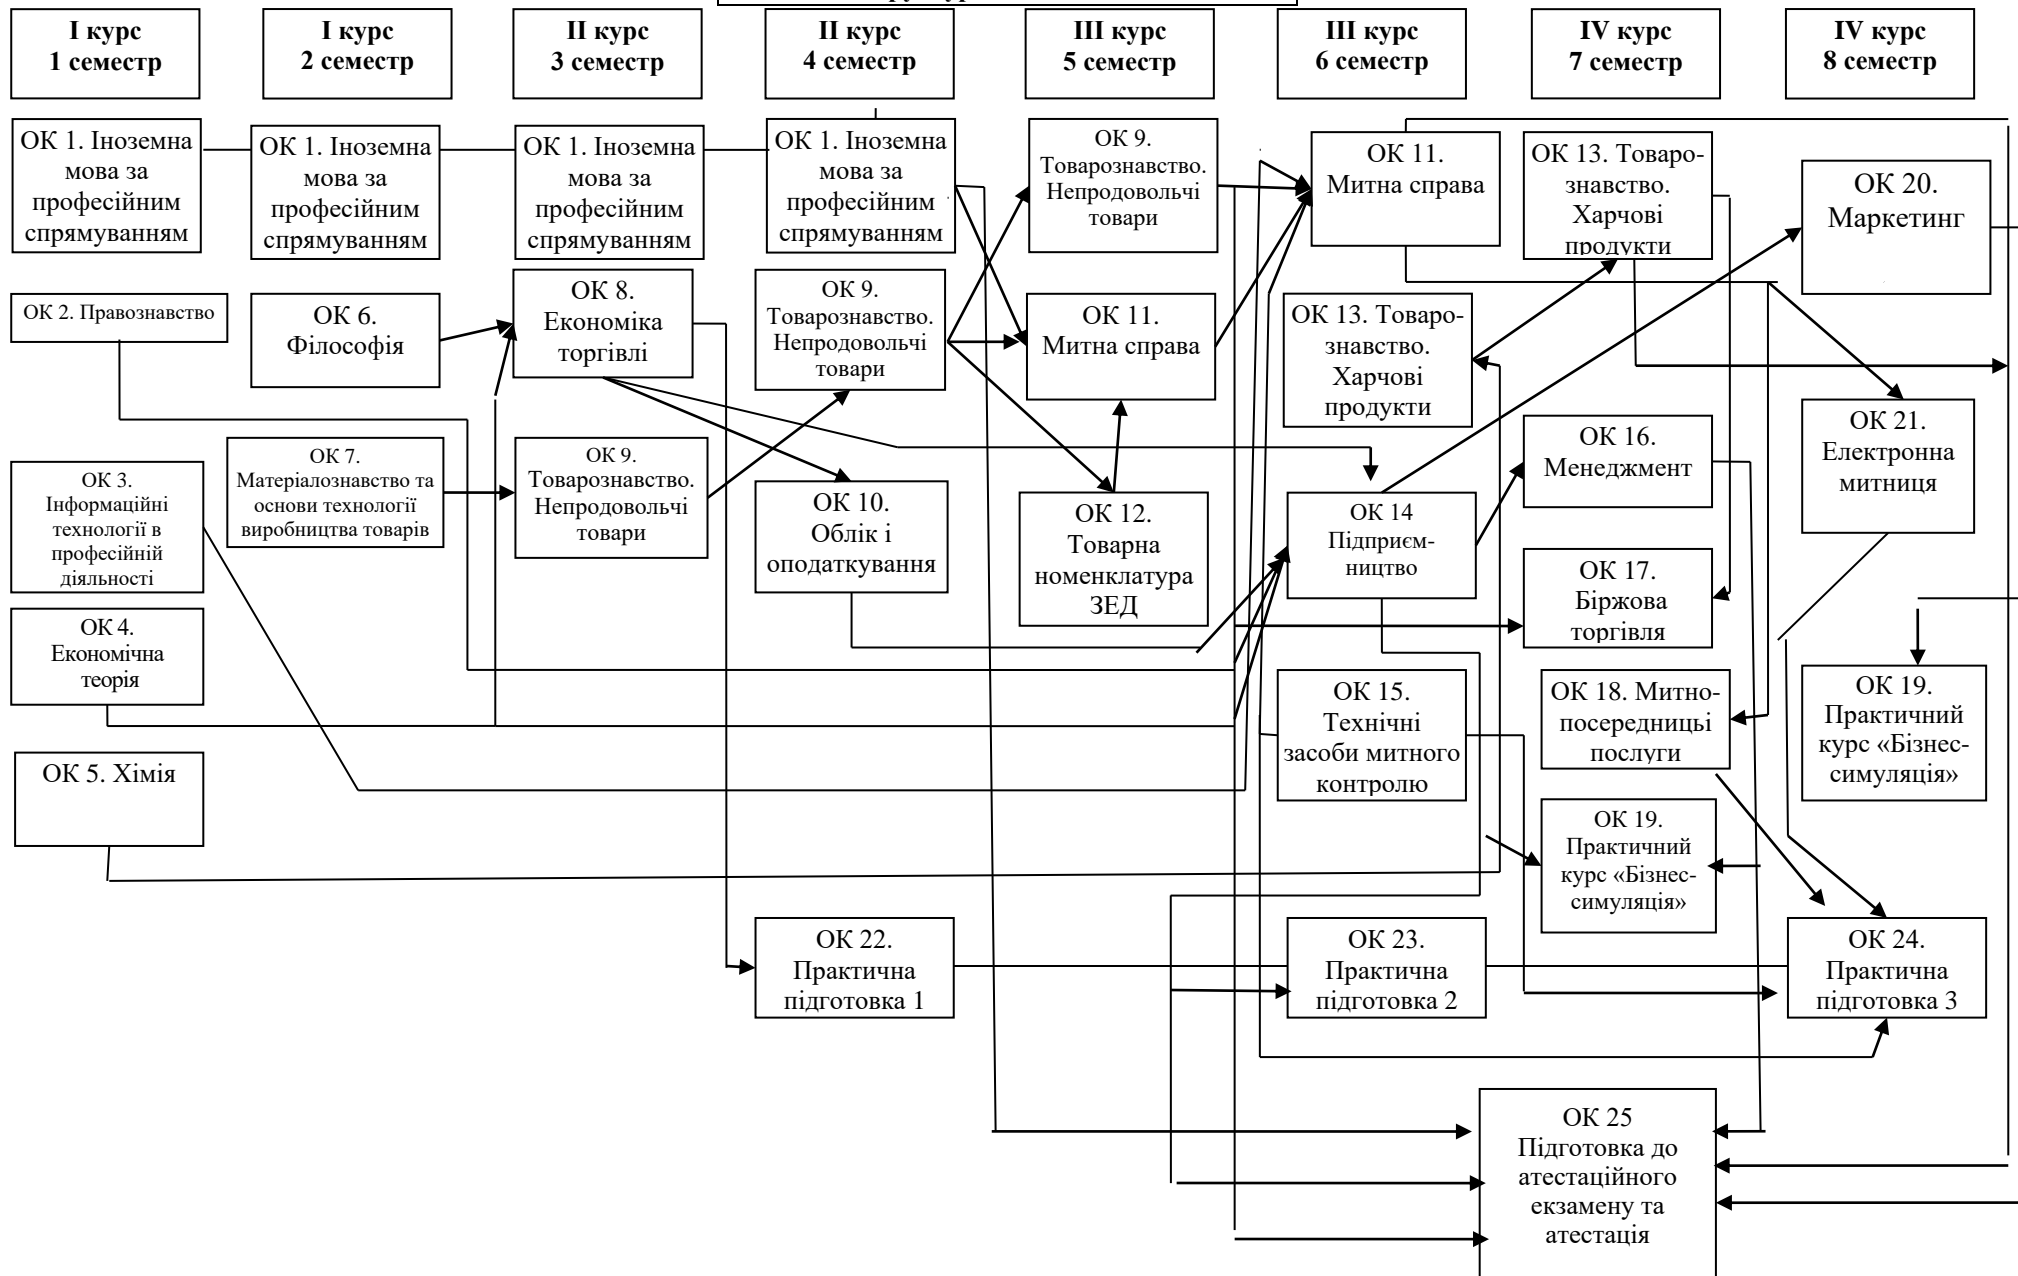 І курс
1 семестр
І курс
2 семестр
ІІ курс
3 семестр
ІІ курс
4 семестр
ІІІ курс
5 семестр
ІІІ курс
6 семестр
IV курс
7 семестр
IV курс
8 семестр
ОК 1. Іноземна
мова за
професійним
спрямуванням
ОК 1. Іноземна
мова за
професійним
спрямуванням
ОК 1. Іноземна
мова за
професійним
спрямуванням
ОК 1. Іноземна
мова за
професійним
спрямуванням
ОК 9.
Товарознавство.
Непродовольчі
товари
ОК 11.
Митна справа
ОК 13. Товаро-
знавство.
Харчові
продукти
ОК 20.
Маркетинг
ОК 2. Правознавство
ОК 6.
Філософія
ОК 8.
Економіка
торгівлі
ОК 9.
Товарознавство.
Непродовольчі
товари
ОК 11.
Митна справа
ОК 13. Товаро-
знавство.
Харчові
продукти
ОК 16.
Менеджмент
ОК 21.
Електронна
митниця
ОК 3.
Інформаційні
технології в
професійній
діяльності
ОК 7.
Матеріалознавство та
основи технології
виробництва товарів
ОК 9.
Товарознавство.
Непродовольчі
товари
ОК 10.
Облік і
оподаткування
ОК 12.
Товарна
номенклатура
ЗЕД
ОК 14
Підприєм-
ництво
ОК 17.
Біржова
торгівля
ОК 4.
Економічна
теорія
ОК 15.
Технічні
засоби митного
контролю
ОК 18. Митно-
посередницьі
послуги
ОК 19.
Практичний
курс «Бізнес-
симуляція»
ОК 5. Хімія
ОК 19.
Практичний
курс «Бізнес-
симуляція»
ОК 22.
Практична
підготовка 1
ОК 23.
Практична
підготовка 2
ОК 24.
Практична
підготовка 3
ОК 25
Підготовка до
атестаційного
екзамену та
атестація